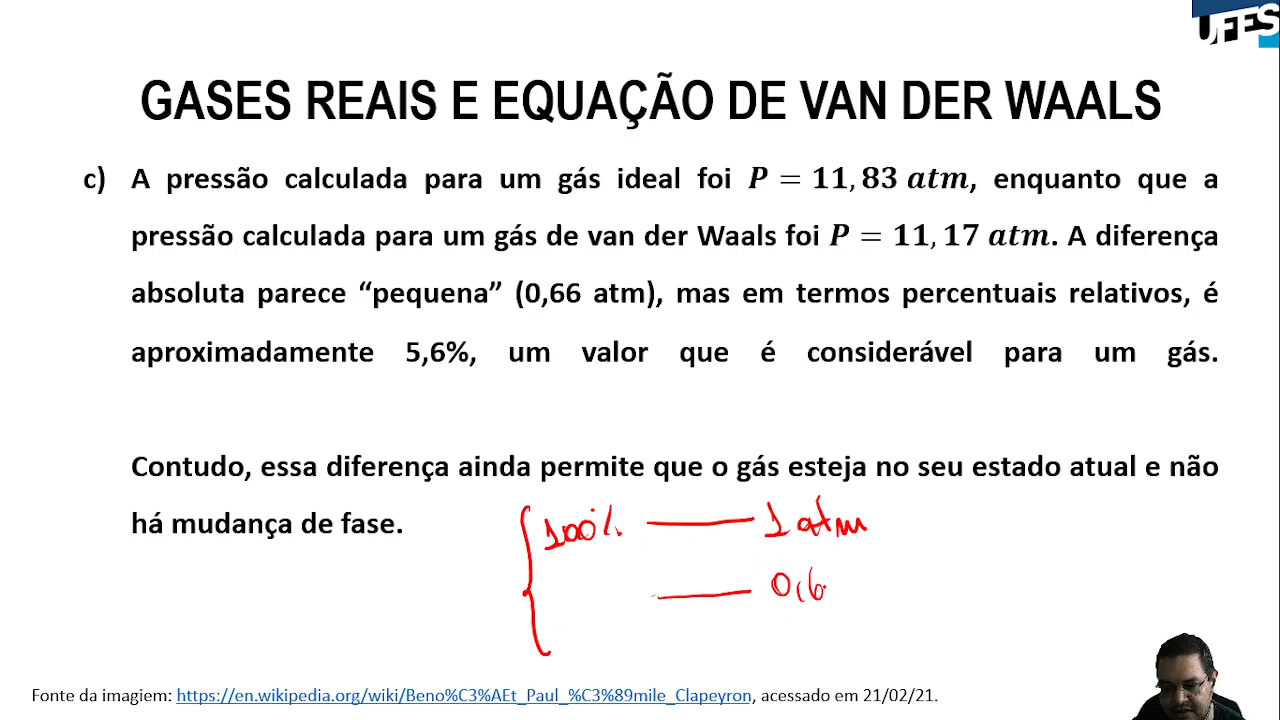 UFES
GASES REAIS E EQUAÇÃO DE VAN DER WAALS
c) A pressão calculada para um gás ideal foi P = 11,83 atm, enquanto que a
pressão calculada para um gás de van der Waals foi P = 11,17 atm. A diferença
absoluta parece “pequena” (0,66 atm), mas em termos percentuais relativos, é
aproximadamente 5,6%, um valor que é considerável para um gás.
Contudo, essa diferença ainda permite que o gás esteja no seu estado atual e não
há mudança de fase.
100% — 1 atm
— 0,6
Fonte da imagiem: https://en.wikipedia.org/wiki/Beno%C3%AEt_Paul_%C3%89mile_Clapeyron, acessado em 21/02/21.